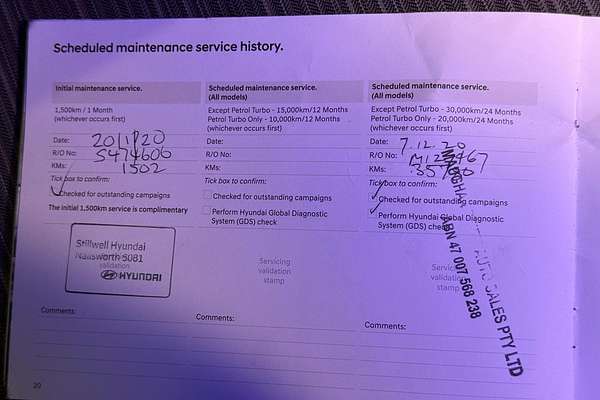 Scheduled maintenance service history.
Initial maintenance service.
1,500km / 1 Month
(whichever occurs first)
Date:
R/O No: S474606
KMs: 1502
Tick box to confirm:
Checked for outstanding campaigns
The initial 1,500km service is complimentary
Stillwell Hyundai
Nailsworth 5081
validation
HYUNDAI
Comments:
Scheduled maintenance service.
(All models)
Except Petrol Turbo - 15,000km/12 Months
Petrol Turbo Only - 10,000km/12 Months
(whichever occurs first)
Date:
R/O No:
KMs:
Tick box to confirm:
Checked for outstanding campaigns
Perform Hyundai Global Diagnostic
System (GDS) check
Servicing
validation
stamp
Comments:
Scheduled maintenance service.
(All models)
Except Petrol Turbo - 30,000km/24 Months
Petrol Turbo Only - 20,000km/24 Months
(whichever occurs first)
Date: 7.12.20
R/O No:
KMs:
Tick box to confirm:
Checked for outstanding campaigns
Perform Hyundai Global Diagnostic
System (GDS) check
validation
stamp
AUTO SALES PTY LTD
ABN 47 007 568 238
Comments:
20